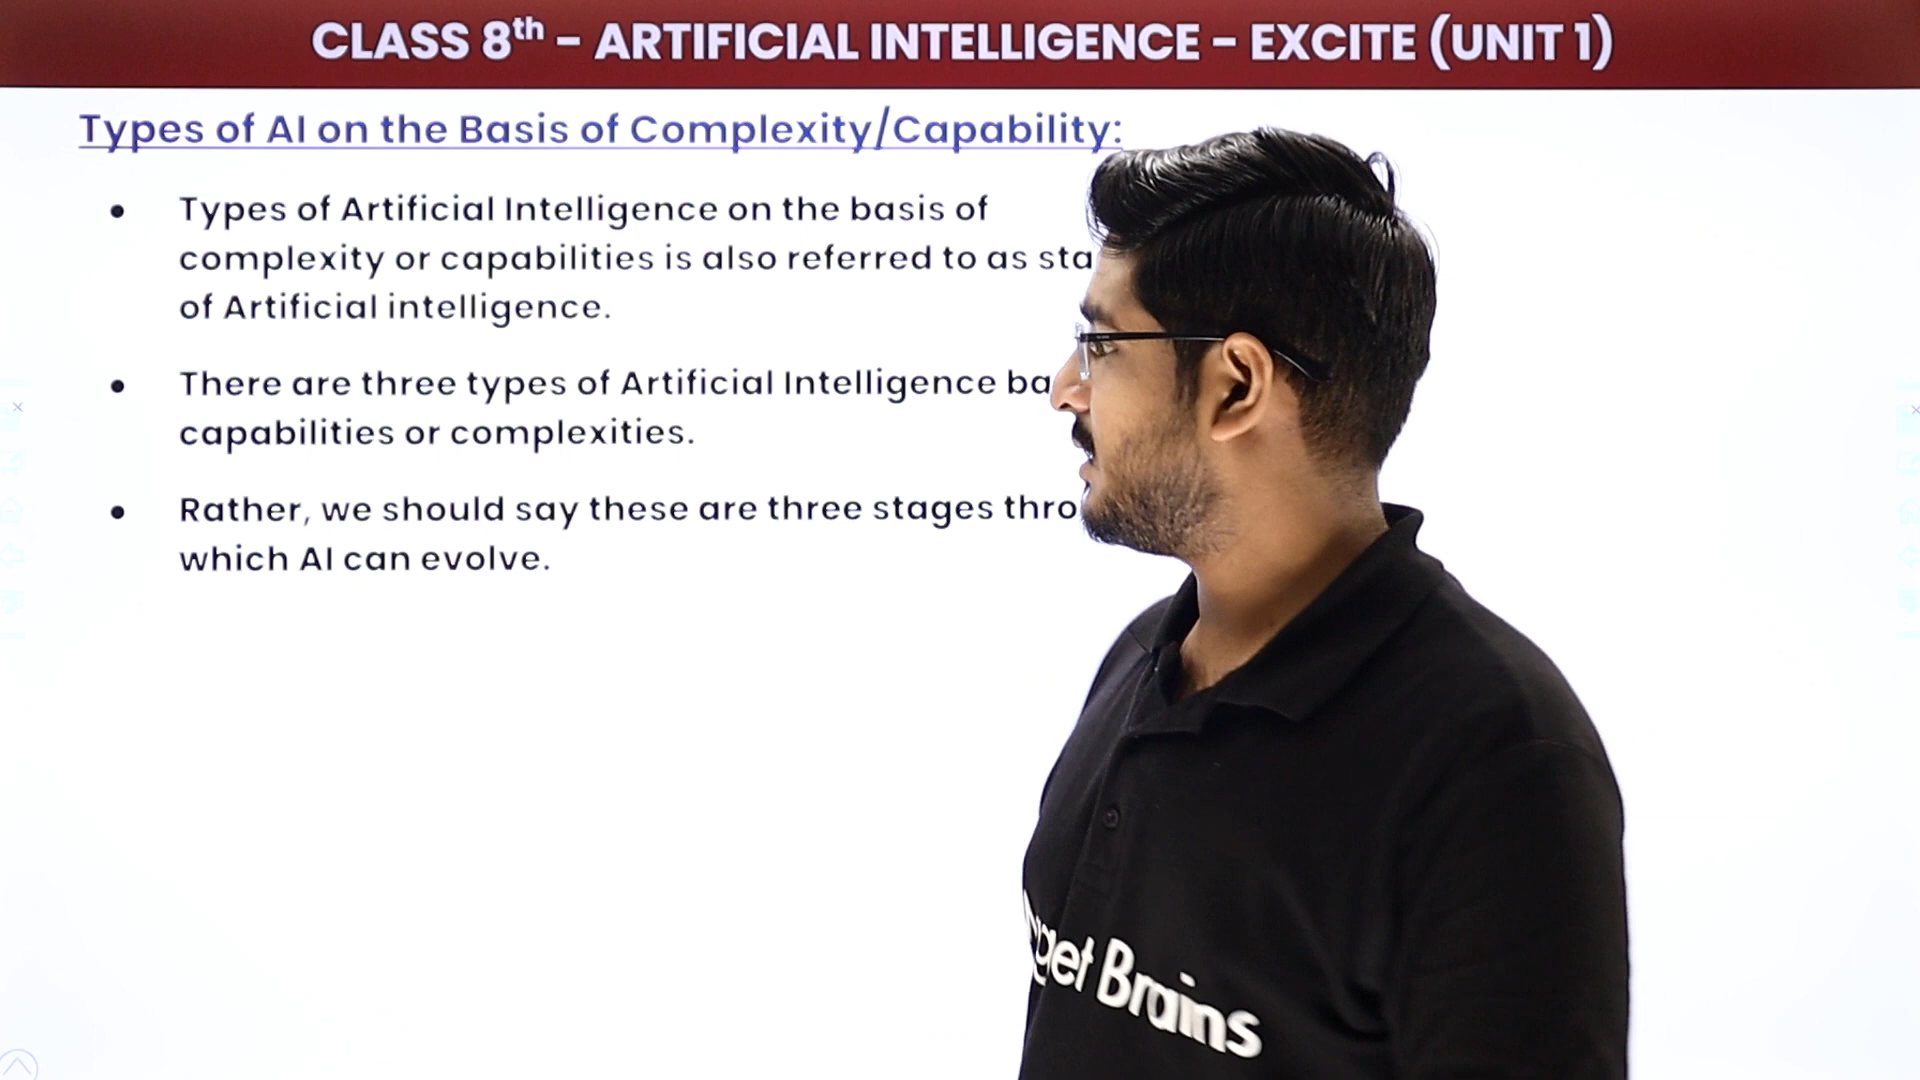 CLASS 8th - ARTIFICIAL INTELLIGENCE - EXCITE (UNIT 1)
Types of AI on the Basis of Complexity/Capability:
• Types of Artificial Intelligence on the basis of
complexity or capabilities is also referred to as
of Artificial intelligence.
• There are three types of Artificial Intelligence
capabilities or complexities.
• Rather, we should say these are three stages
which AI can evolve.
Brains